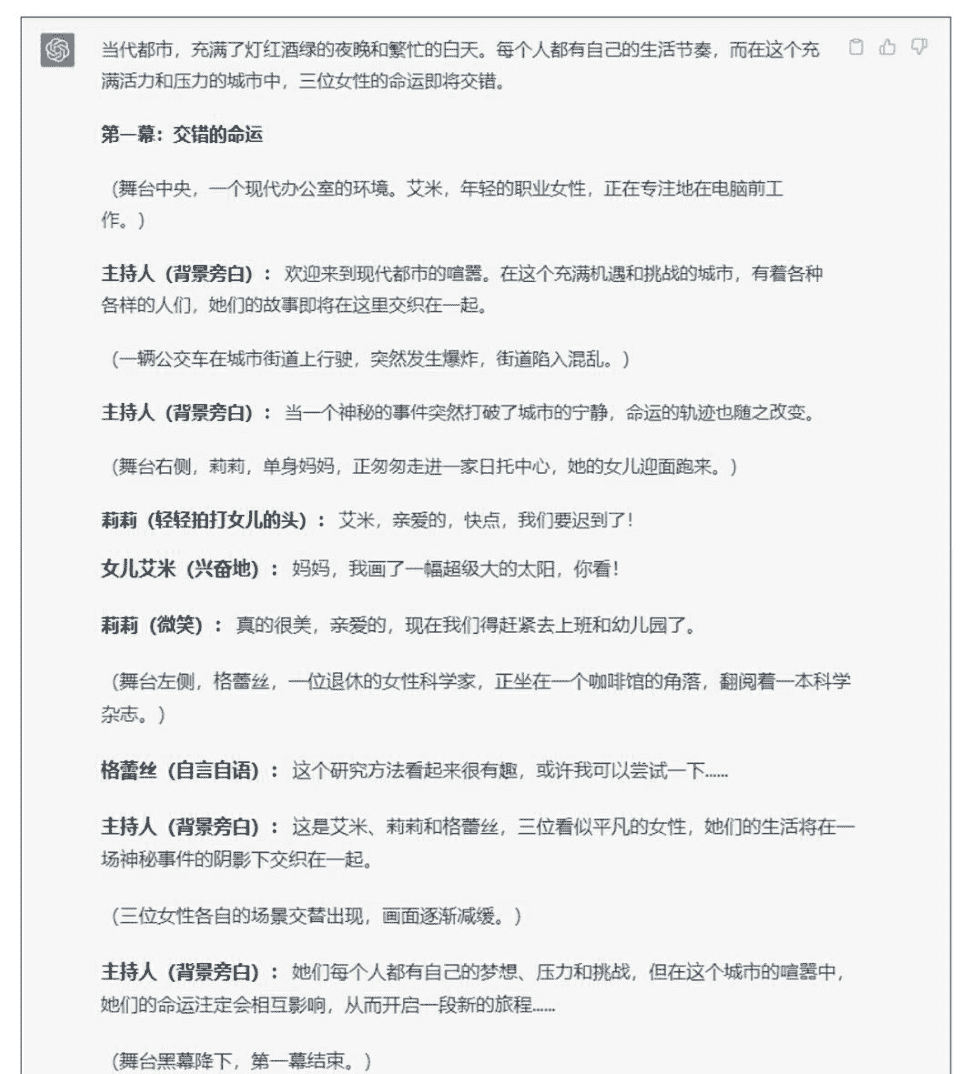 当代都市，充满了灯红酒绿的夜晚和繁忙的白天。每个人都有自己的生活节奏，而在这个充
满活力和压力的城市中，三位女性的命运即将交错。
第一幕：交错的命运
（舞台中央，一个现代办公室的环境。艾米，年轻的职业女性，正在专注地在电脑前工
作。）
主持人（背景旁白）： 欢迎来到现代都市的喧嚣。在这个充满机遇和挑战的城市，有着各种
各样的人们，她们的故事即将在这里交织在一起。
（一辆公交车在城市街道上行驶，突然发生爆炸，街道陷入混乱。）
主持人（背景旁白）： 当一个神秘的事件突然打破了城市的宁静，命运的轨迹也随之改变。
（舞台右侧，莉莉，单身妈妈，正匆匆走进一家日托中心，她的女儿迎面跑来。）
莉莉（轻轻拍打女儿的头）： 艾米，亲爱的，快点，我们要迟到了！
女儿艾米（兴奋地）： 妈妈，我画了一幅超级大的太阳，你看！
莉莉（微笑）： 真的很美，亲爱的，现在我们得赶紧去上班和幼儿园了。
（舞台左侧，格蕾丝，一位退休的女性科学家，正坐在一个咖啡馆的角落，翻阅着一本科学
杂志。）
格蕾丝（自言自语）： 这个研究方法看起来很有趣，或许我可以尝试一下……
主持人（背景旁白）： 这是艾米、莉莉和格蕾丝，三位看似平凡的女性，她们的生活将在一
场神秘事件的阴影下交织在一起。
（三位女性各自的场景交替出现，画面逐渐减缓。）
主持人（背景旁白）： 她们每个人都有自己的梦想、压力和挑战，但在这个城市的喧嚣中，
她们的命运注定会相互影响，从而开启一段新的旅程……
（舞台黑幕降下，第一幕结束。）